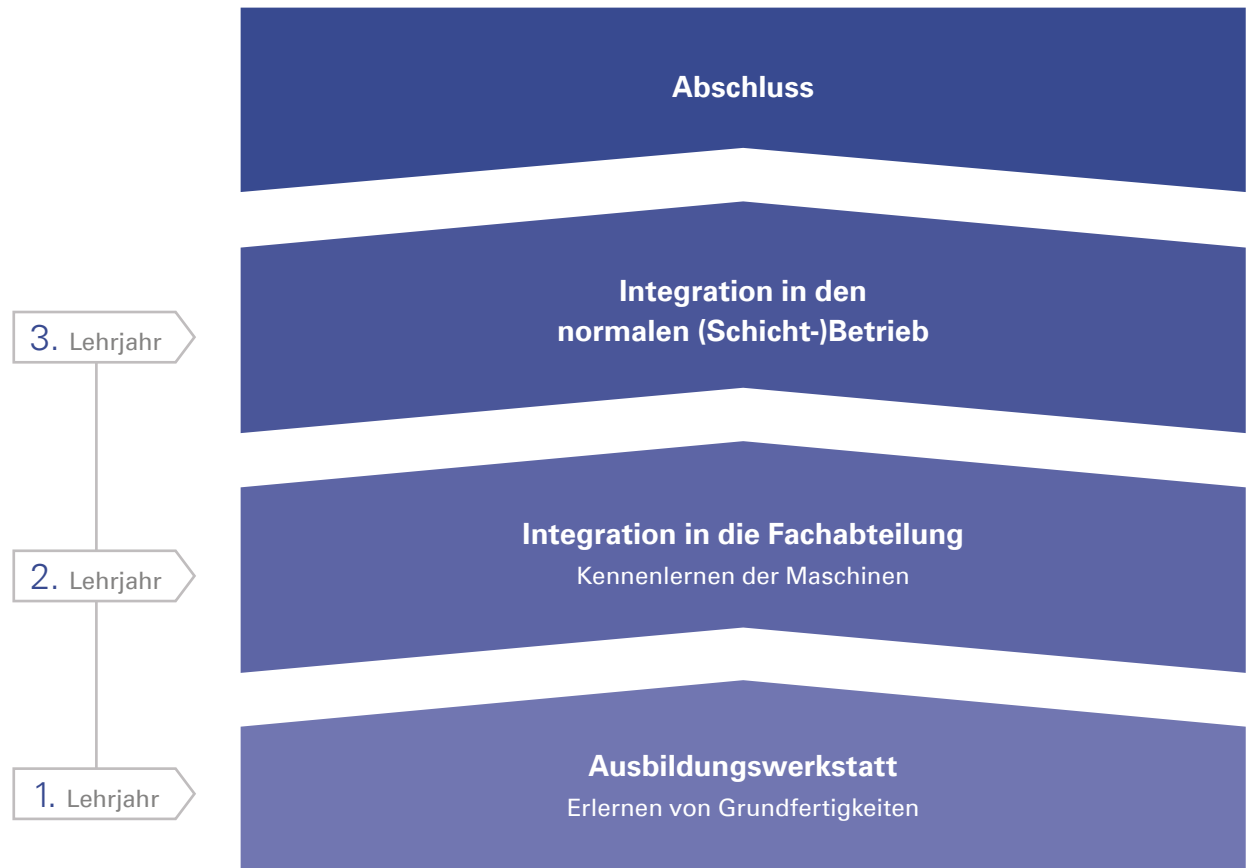 Abschluss
3. Lehrjahr
Integration in den
normalen (Schicht-)Betrieb
2. Lehrjahr
Integration in die Fachabteilung
Kennenlernen der Maschinen
1. Lehrjahr
Ausbildungswerkstatt
Erlernen von Grundfertigkeiten